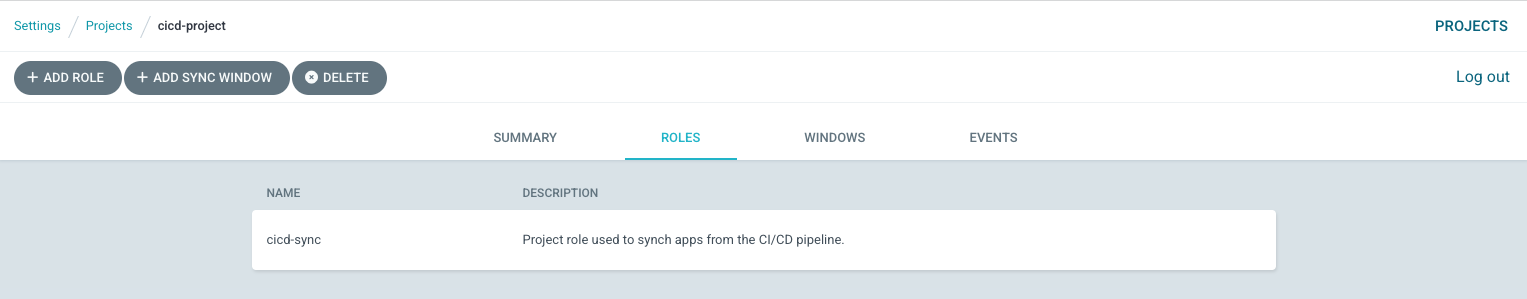 Settings / Projects / cicd-project PROJECTS
+ ADD ROLE + ADD SYNC WINDOW DELETE Log out
SUMMARY ROLES WINDOWS EVENTS
NAME DESCRIPTION
cicd-sync Project role used to synch apps from the CI/CD pipeline.